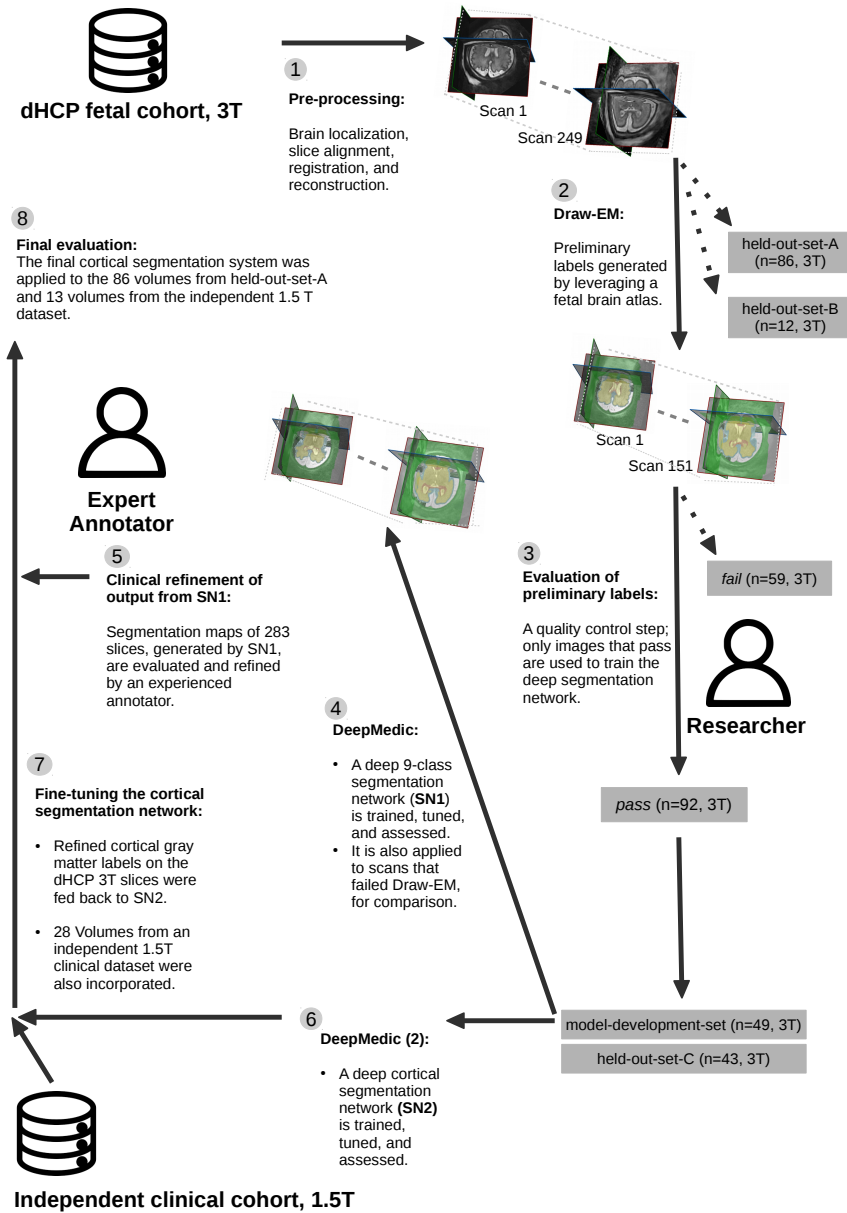 dHCP fetal cohort, 3T
1
Pre-processing:
Brain localization,
slice alignment,
registration, and
reconstruction.
Scan 1
Scan 249
2
Draw-EM:
Preliminary
labels generated
by leveraging a
fetal brain atlas.
held-out-set-A
(n=86, 3T)
held-out-set-B
(n=12, 3T)
Scan 1
Scan 151
3
Evaluation of
preliminary labels:
A quality control step;
only images that pass
are used to train the
deep segmentation
network.
fail (n=59, 3T)
Researcher
pass (n=92, 3T)
model-development-set (n=49, 3T)
held-out-set-C (n=43, 3T)
4
DeepMedic:
• A deep 9-class
segmentation
network (SN1)
is trained, tuned,
and assessed.
• It is also applied
to scans that
failed Draw-EM,
for comparison.
Expert
Annotator
5
Clinical refinement of
output from SN1:
Segmentation maps of 283
slices, generated by SN1,
are evaluated and refined
by an experienced
annotator.
6
DeepMedic (2):
• A deep cortical
segmentation
network (SN2)
is trained,
tuned, and
assessed.
7
Fine-tuning the cortical
segmentation network:
• Refined cortical gray
matter labels on the
dHCP 3T slices were
fed back to SN2.
• 28 Volumes from an
independent 1.5T
clinical dataset were
also incorporated.
Independent clinical cohort, 1.5T
8
Final evaluation:
The final cortical segmentation system was
applied to the 86 volumes from held-out-set-A
and 13 volumes from the independent 1.5 T
dataset.